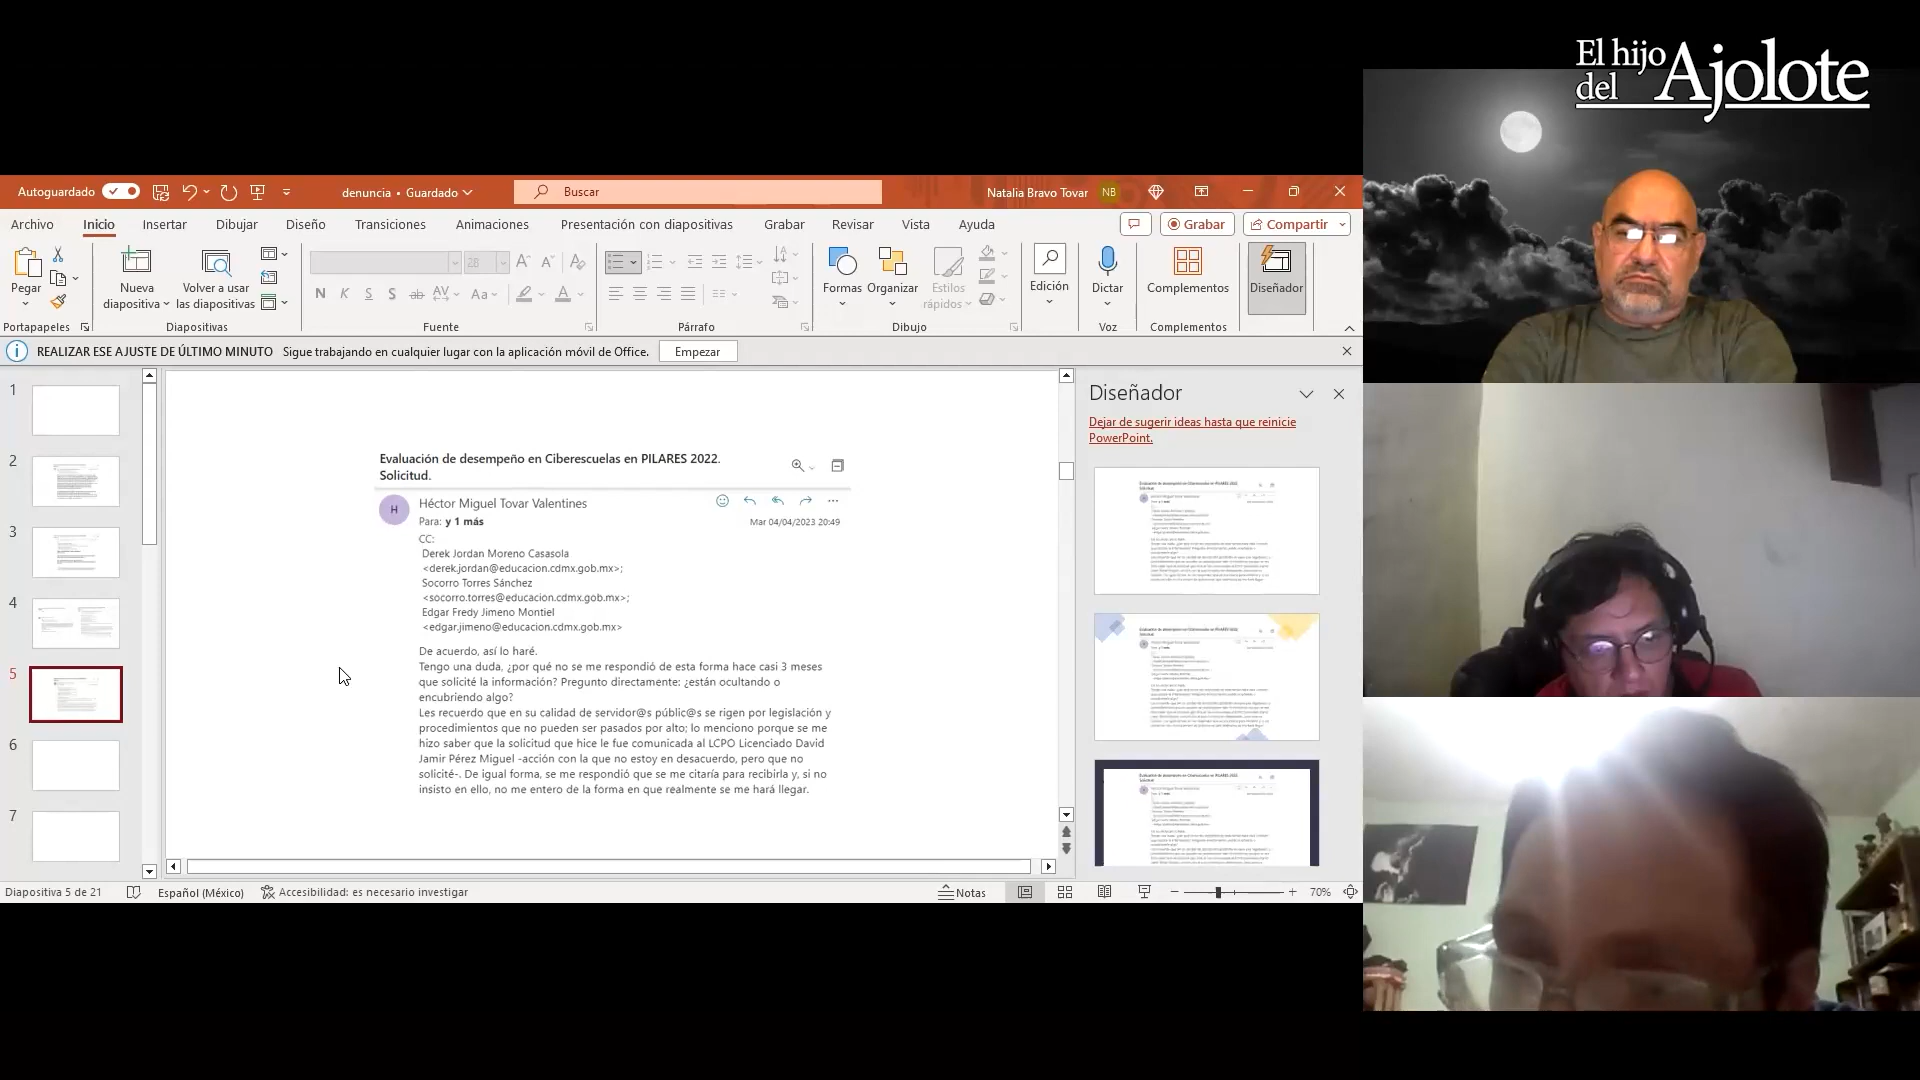 El hijo
del Ajolote
Autoguardado
denuncia • Guardado
Buscar
Natalia Bravo Tovar
NB
Archivo
Inicio
Insertar
Dibujar
Diseño
Transiciones
Animaciones
Presentación con diapositivas
Grabar
Revisar
Vista
Ayuda
Grabar
Compartir
Pegar
Nueva
diapositiva
Volver a usar
las diapositivas
28
N K S S ab AV Aa A
Formas
Organizar
Estilos
rápidos
Edición
Dictar
Complementos
Diseñador
Portapapeles
Diapositivas
Fuente
Párrafo
Dibujo
Voz
Complementos
REALIZAR ESE AJUSTE DE ÚLTIMO MINUTO Sigue trabajando en cualquier lugar con la aplicación móvil de Office.
Empezar
1
2
3
4
5
6
7
Evaluación de desempeño en Ciberescuelas en PILARES 2022.
Solicitud.
H
Héctor Miguel Tovar Valentines
Para: y 1 más
Mar 04/04/2023 20:49
CC:
Derek Jordan Moreno Casasola
<derek.jordan@educacion.cdmx.gob.mx>;
Socorro Torres Sánchez
<socorro.torres@educacion.cdmx.gob.mx>;
Edgar Fredy Jimeno Montiel
<edgar.jimeno@educacion.cdmx.gob.mx>
De acuerdo, así lo haré.
Tengo una duda, ¿por qué no se me respondió de esta forma hace casi 3 meses
que solicité la información? Pregunto directamente: ¿están ocultando o
encubriendo algo?
Les recuerdo que en su calidad de servidor@s públic@s se rigen por legislación y
procedimientos que no pueden ser pasados por alto; lo menciono porque se me
hizo saber que la solicitud que hice le fue comunicada al LCPO Licenciado David
Jamir Pérez Miguel -acción con la que no estoy en desacuerdo, pero que no
solicité-. De igual forma, se me respondió que se me citaría para recibirla y, si no
insisto en ello, no me entero de la forma en que realmente se me hará llegar.
Diseñador
Dejar de sugerir ideas hasta que reinicie
PowerPoint.
Diapositiva 5 de 21
Español (México)
Accesibilidad: es necesario investigar
Notas
70%